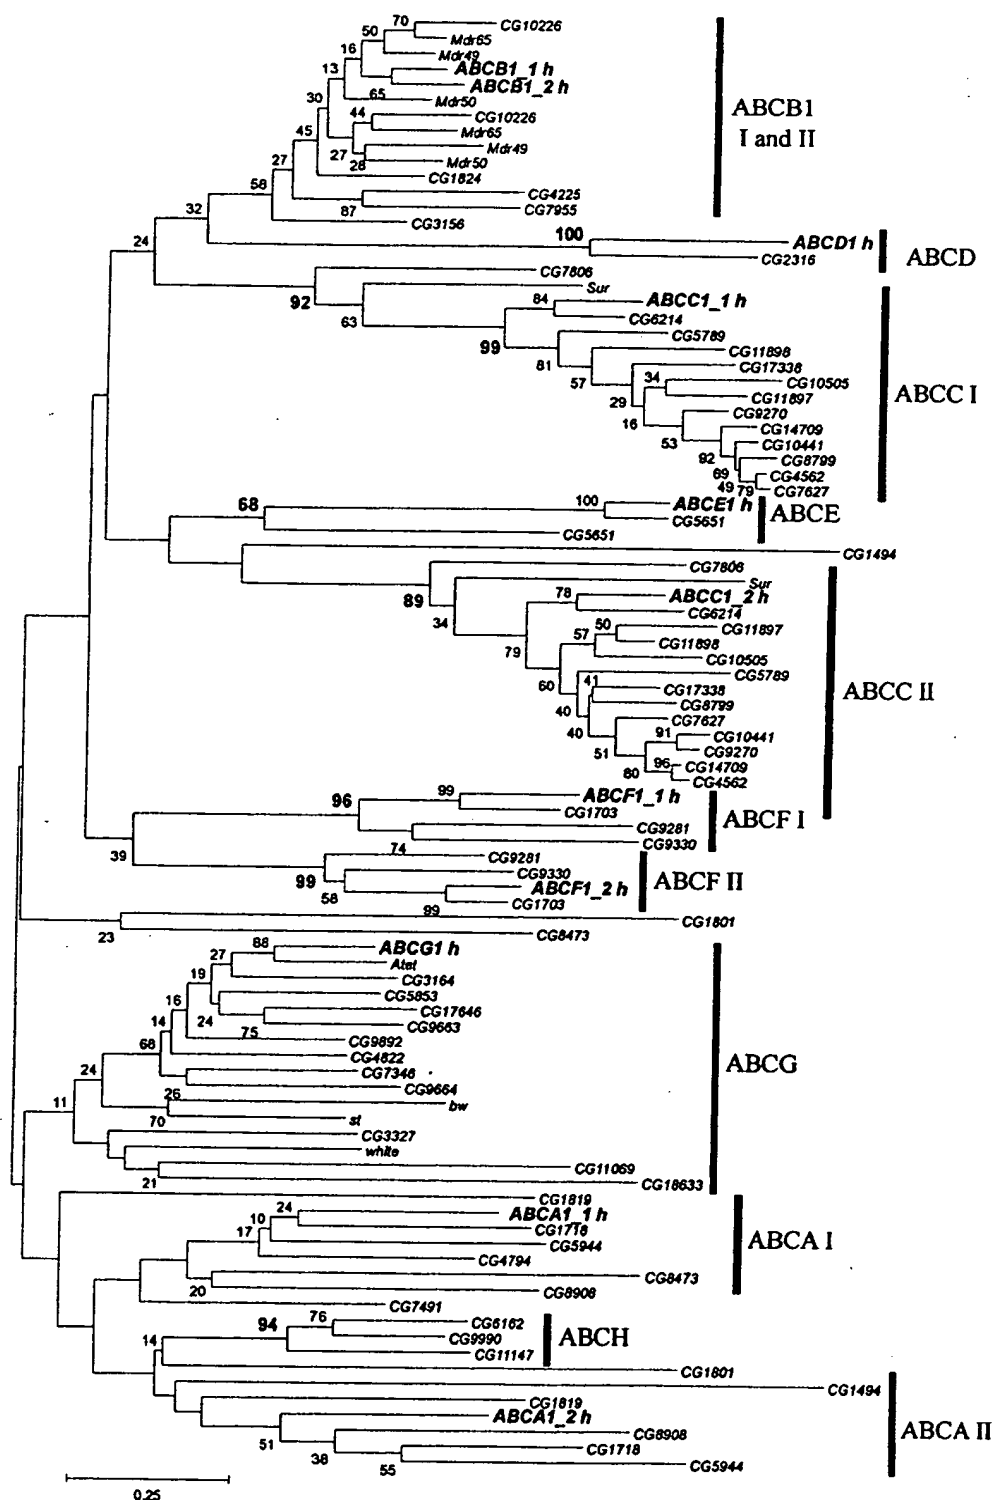 70 CG10226
50 Mdr65
16 Mdr49
13 ABCB1_1 h
ABCB1_2 h
65 Mdr50
30 44 CG10226
45 Mdr65
27 Mdr49
28 Mdr50
27 CG1824
58 CG4225
87 CG7955
32 CG3156
ABCB1
I and II
24 100 ABCD1 h
CG2316
ABCD
CG7806
92 Sur
63 84 ABCC1_1 h
CG6214
99 CG5789
81 CG11898
57 CG17338
34 CG10505
29 CG11897
16 CG9270
53 CG14709
92 CG10441
69 CG8799
49 79 CG4562
CG7627
ABCC I
68 100 ABCE1 h
CG5651
CG5651
ABCE
CG1494
CG7806
89 Sur
34 78 ABCC1_2 h
CG6214
79 57 50 CG11897
CG11898
CG10505
60 CG5789
41 CG17338
40 CG8799
40 CG7627
51 91 CG10441
CG9270
80 96 CG14709
CG4562
ABCC II
96 99 ABCF1_1 h
CG1703
CG9281
CG9330
ABCF I
39 74 CG9281
99 CG9330
58 ABCF1_2 h
CG1703
ABCF II
99 CG1801
23 CG8473
88 ABCG1 h
27 Atet
19 CG3164
CG5853
16 CG17646
24 CG9663
14 75 CG9892
68 CG4822
CG7346
24 CG9664
26 bw
11 st
70 CG3327
white
CG11069
CG18633
ABCG
21 CG1819
24 ABCA1_1 h
10 CG1718
17 CG5944
CG4794
CG8473
20 CG8908
CG7491
ABCA I
76 CG6162
94 CG9990
14 CG11147
ABCH
CG1801
CG1494
CG1819
ABCA1_2 h
51 CG8908
38 CG1718
55 CG5944
ABCA II
0.25